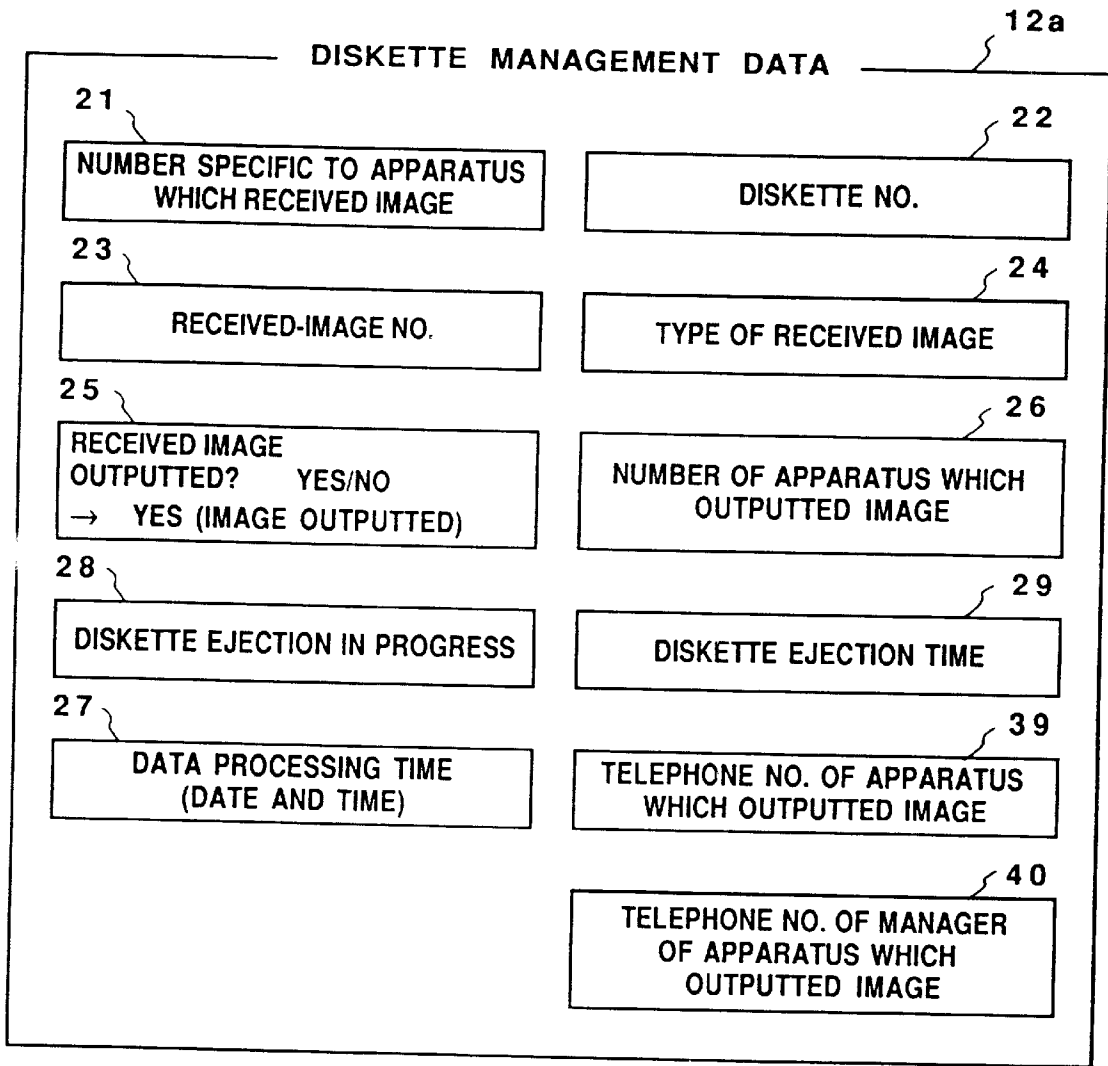 12a
DISKETTE MANAGEMENT DATA
21
NUMBER SPECIFIC TO APPARATUS
WHICH RECEIVED IMAGE
22
DISKETTE NO.
23
RECEIVED-IMAGE NO.
24
TYPE OF RECEIVED IMAGE
25
RECEIVED IMAGE
OUTPUTTED? YES/NO
→ YES (IMAGE OUTPUTTED)
26
NUMBER OF APPARATUS WHICH
OUTPUTTED IMAGE
28
DISKETTE EJECTION IN PROGRESS
29
DISKETTE EJECTION TIME
27
DATA PROCESSING TIME
(DATE AND TIME)
39
TELEPHONE NO. OF APPARATUS
WHICH OUTPUTTED IMAGE
40
TELEPHONE NO. OF MANAGER
OF APPARATUS WHICH
OUTPUTTED IMAGE